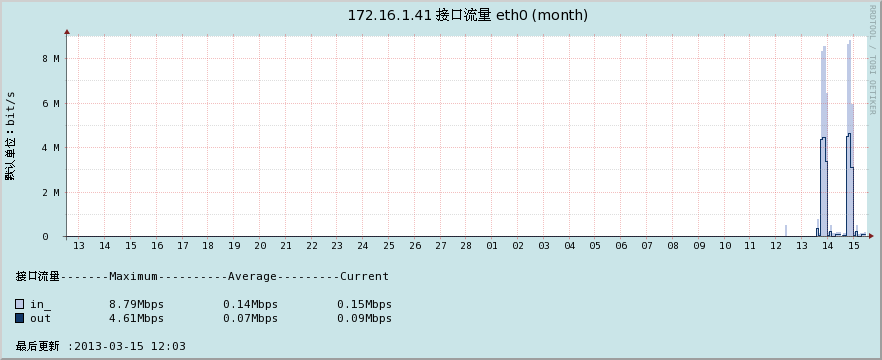 172.16.1.41 接口流量 eth0 (month)
RRDTOOL / TOBI OETIKER
默认单位：bit/s
8 M
6 M
4 M
2 M
0
13 14 15 16 17 18 19 20 21 22 23 24 25 26 27 28 01 02 03 04 05 06 07 08 09 10 11 12 13 14 15
接口流量-------Maximum----------Average---------Current
in_ 8.79Mbps 0.14Mbps 0.15Mbps
out 4.61Mbps 0.07Mbps 0.09Mbps
最后更新 :2013-03-15 12:03